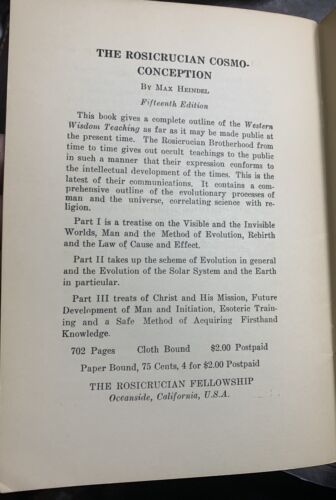 THE ROSICRUCIAN COSMO-
CONCEPTION
BY MAX HEINDEL
Fifteenth Edition
This book gives a complete outline of the Western
Wisdom Teaching as far as it may be made public at
the present time. The Rosicrucian Brotherhood from
time to time gives out occult teachings to the public
in such a manner that their expression conforms to
the intellectual development of the times. This is the
latest of their communications. It contains a com-
prehensive outline of the evolutionary processes of
man and the universe, correlating science with re-
ligion.
Part I is a treatise on the Visible and the Invisible
Worlds, Man and the Method of Evolution, Rebirth
and the Law of Cause and Effect.
Part II takes up the scheme of Evolution in general
and the Evolution of the Solar System and the Earth
in particular.
Part III treats of Christ and His Mission, Future
Development of Man and Initiation, Esoteric Train-
ing and a Safe Method of Acquiring Firsthand
Knowledge.
702 Pages Cloth Bound $2.00 Postpaid
Paper Bound, 75 Cents, 4 for $2.00 Postpaid
THE ROSICRUCIAN FELLOWSHIP
Oceanside, California, U.S.A.